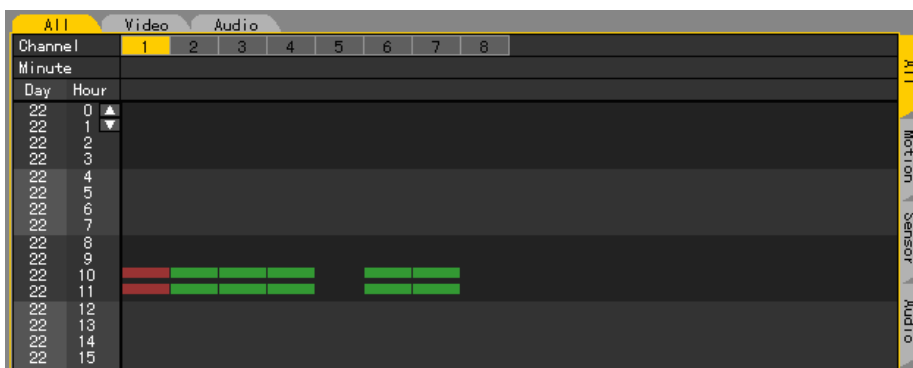 All Video Audio
Channel 1 2 3 4 5 6 7 8
Minute
Day Hour
22 0
22 1
22 2
22 3
22 4
22 5
22 6
22 7
22 8
22 9
22 10
22 11
22 12
22 13
22 14
22 15
All
Motion
Sensor
Audio